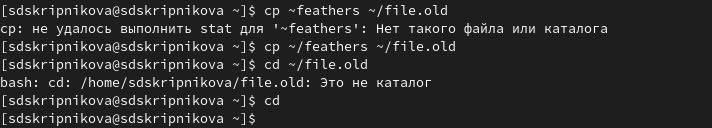 [sdskripnikova@sdskripnikova ~]$ cp ~feathers ~/file.old
cp: не удалось выполнить stat для '~feathers': Нет такого файла или каталога
[sdskripnikova@sdskripnikova ~]$ cp ~/feathers ~/file.old
[sdskripnikova@sdskripnikova ~]$ cd ~/file.old
bash: cd: /home/sdskripnikova/file.old: Это не каталог
[sdskripnikova@sdskripnikova ~]$ cd
[sdskripnikova@sdskripnikova ~]$